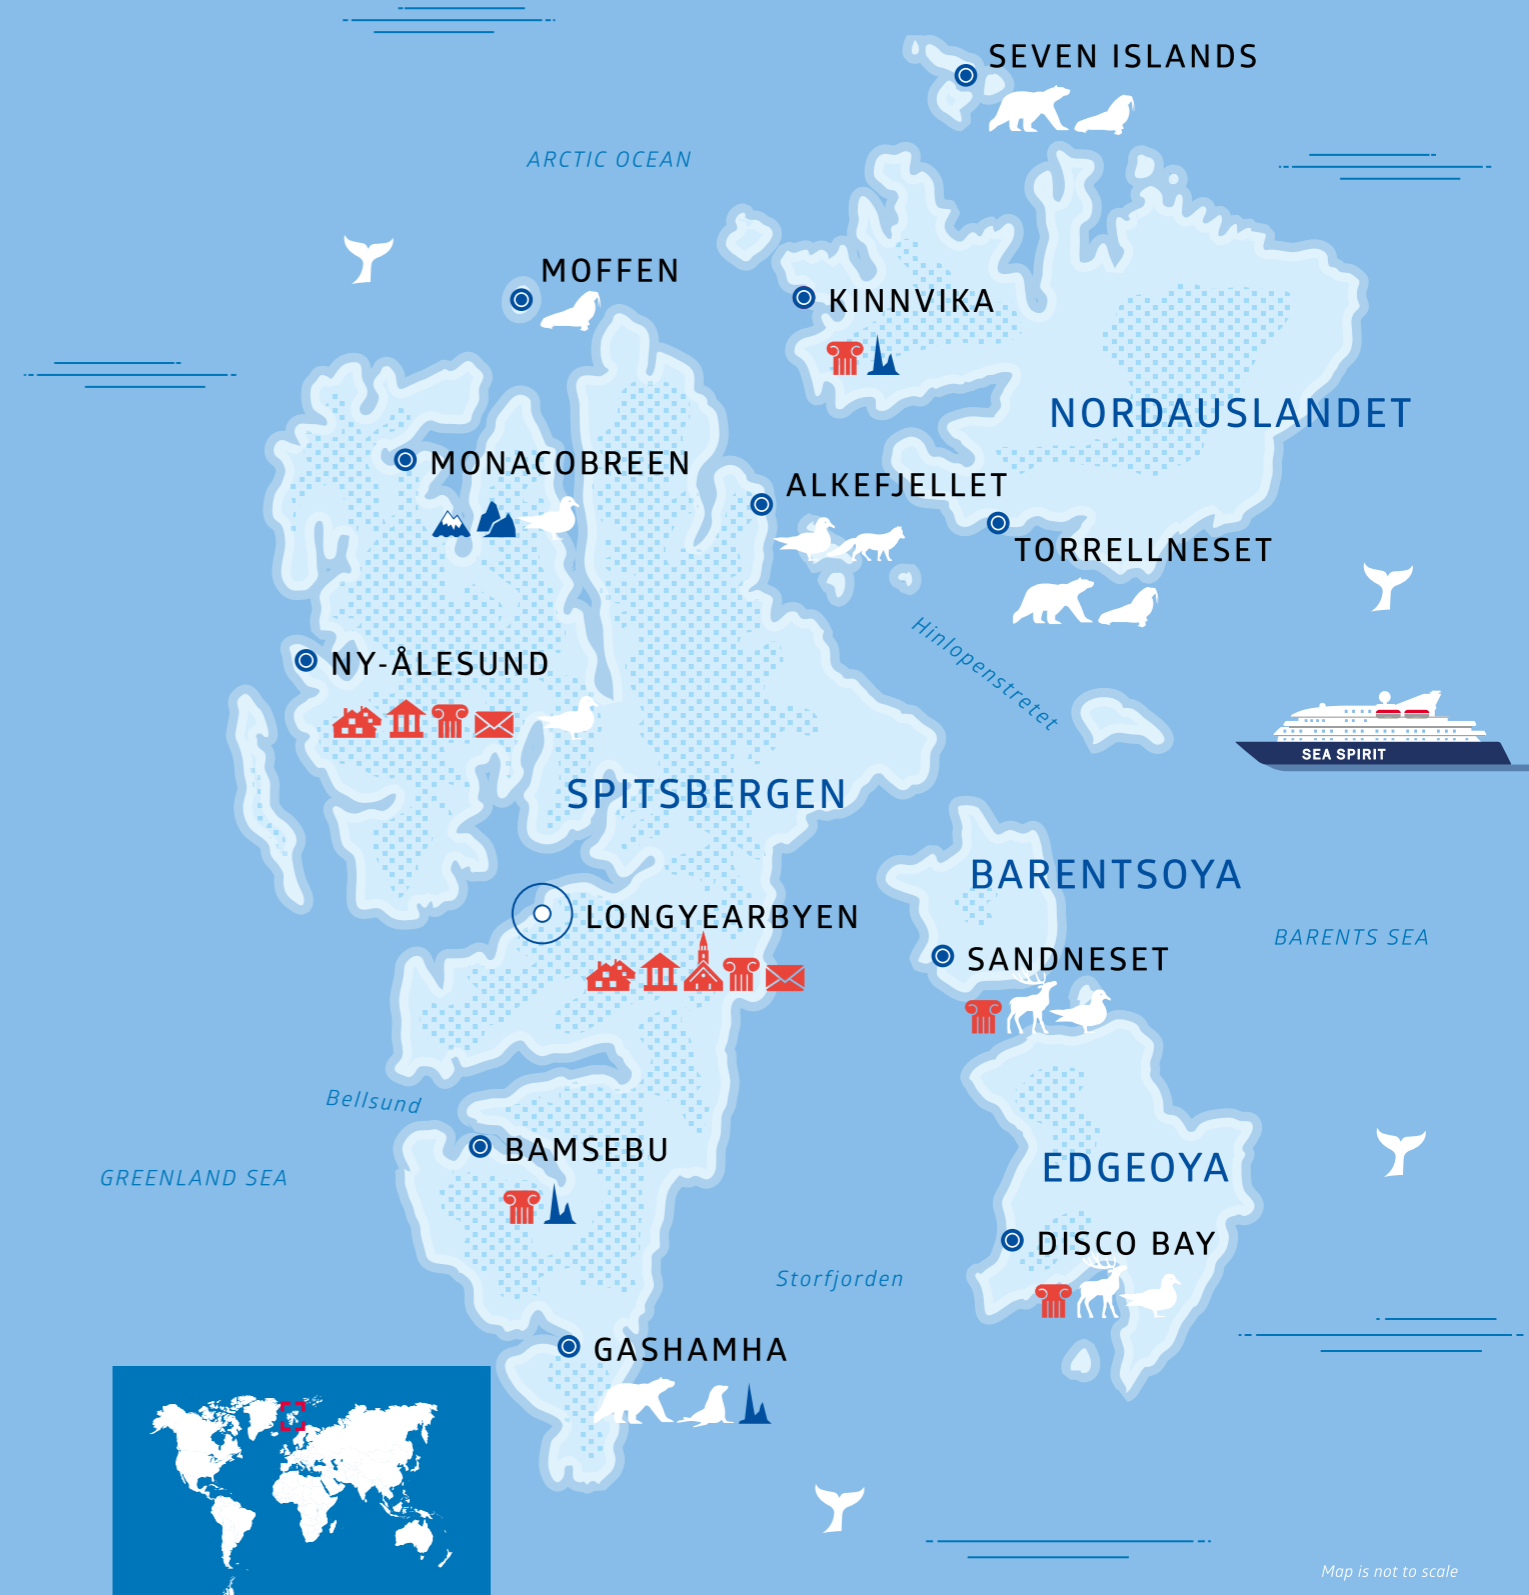 SEVEN ISLANDS
ARCTIC OCEAN
MOFFEN
KINNVIKA
NORDAUSLANDET
MONACOBREEN
ALKEFJELLET
TORRELLNESET
Hinlopenstretet
NY-ÅLESUND
SEA SPIRIT
SPITSBERGEN
BARENTSOYA
LONGYEARBYEN
BARENTS SEA
SANDNESET
Bellsund
BAMSEBU
GREENLAND SEA
EDGEOYA
DISCO BAY
Storfjorden
GASHAMHA
Map is not to scale